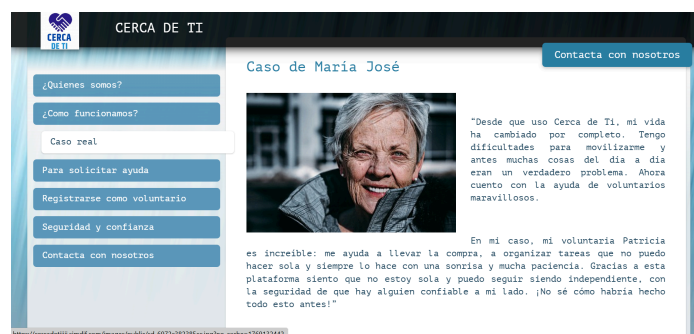 CERCA DE TI
CERCA
DE TI
Contacta con nosotros
¿Quienes somos?
¿Como funcionamos?
Caso real
Para solicitar ayuda
Registrarse como voluntario
Seguridad y confianza
Contacta con nosotros
Caso de Maria José
“Desde que uso Cerca de Ti, mi vida
ha cambiado por completo. Tengo
dificultades para movilizarme y
antes muchas cosas del día a día
eran un verdadero problema. Ahora
cuento con la ayuda de voluntarios
maravillosos.
En mi caso, mi voluntaria Patricia
es increíble: me ayuda a llevar la compra, a organizar tareas que no puedo
hacer sola y siempre lo hace con una sonrisa y mucha paciencia. Gracias a esta
plataforma siento que no estoy sola y puedo seguir siendo independiente, con
la seguridad de que hay alguien confiable a mi lado. ¡No sé cómo habría hecho
todo esto antes!”